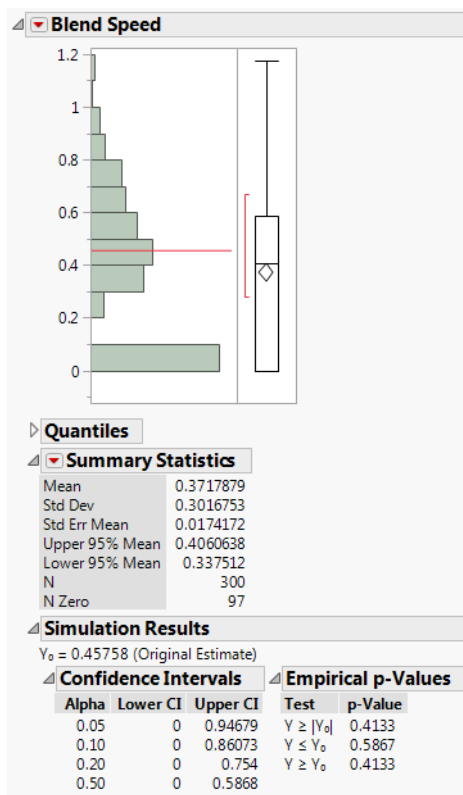 Blend Speed
1.2
1
0.8
0.6
0.4
0.2
0
Quantiles
Summary Statistics
Mean 0.3717879
Std Dev 0.3016753
Std Err Mean 0.0174172
Upper 95% Mean 0.4060638
Lower 95% Mean 0.337512
N 300
N Zero 97
Simulation Results
Y₀ = 0.45758 (Original Estimate)
Confidence Intervals
Alpha Lower CI Upper CI
0.05 0 0.94679
0.10 0 0.86073
0.20 0 0.754
0.50 0 0.5868
Empirical p-Values
Test p-Value
Y ≥ |Y₀| 0.4133
Y ≤ Y₀ 0.5867
Y ≥ Y₀ 0.4133